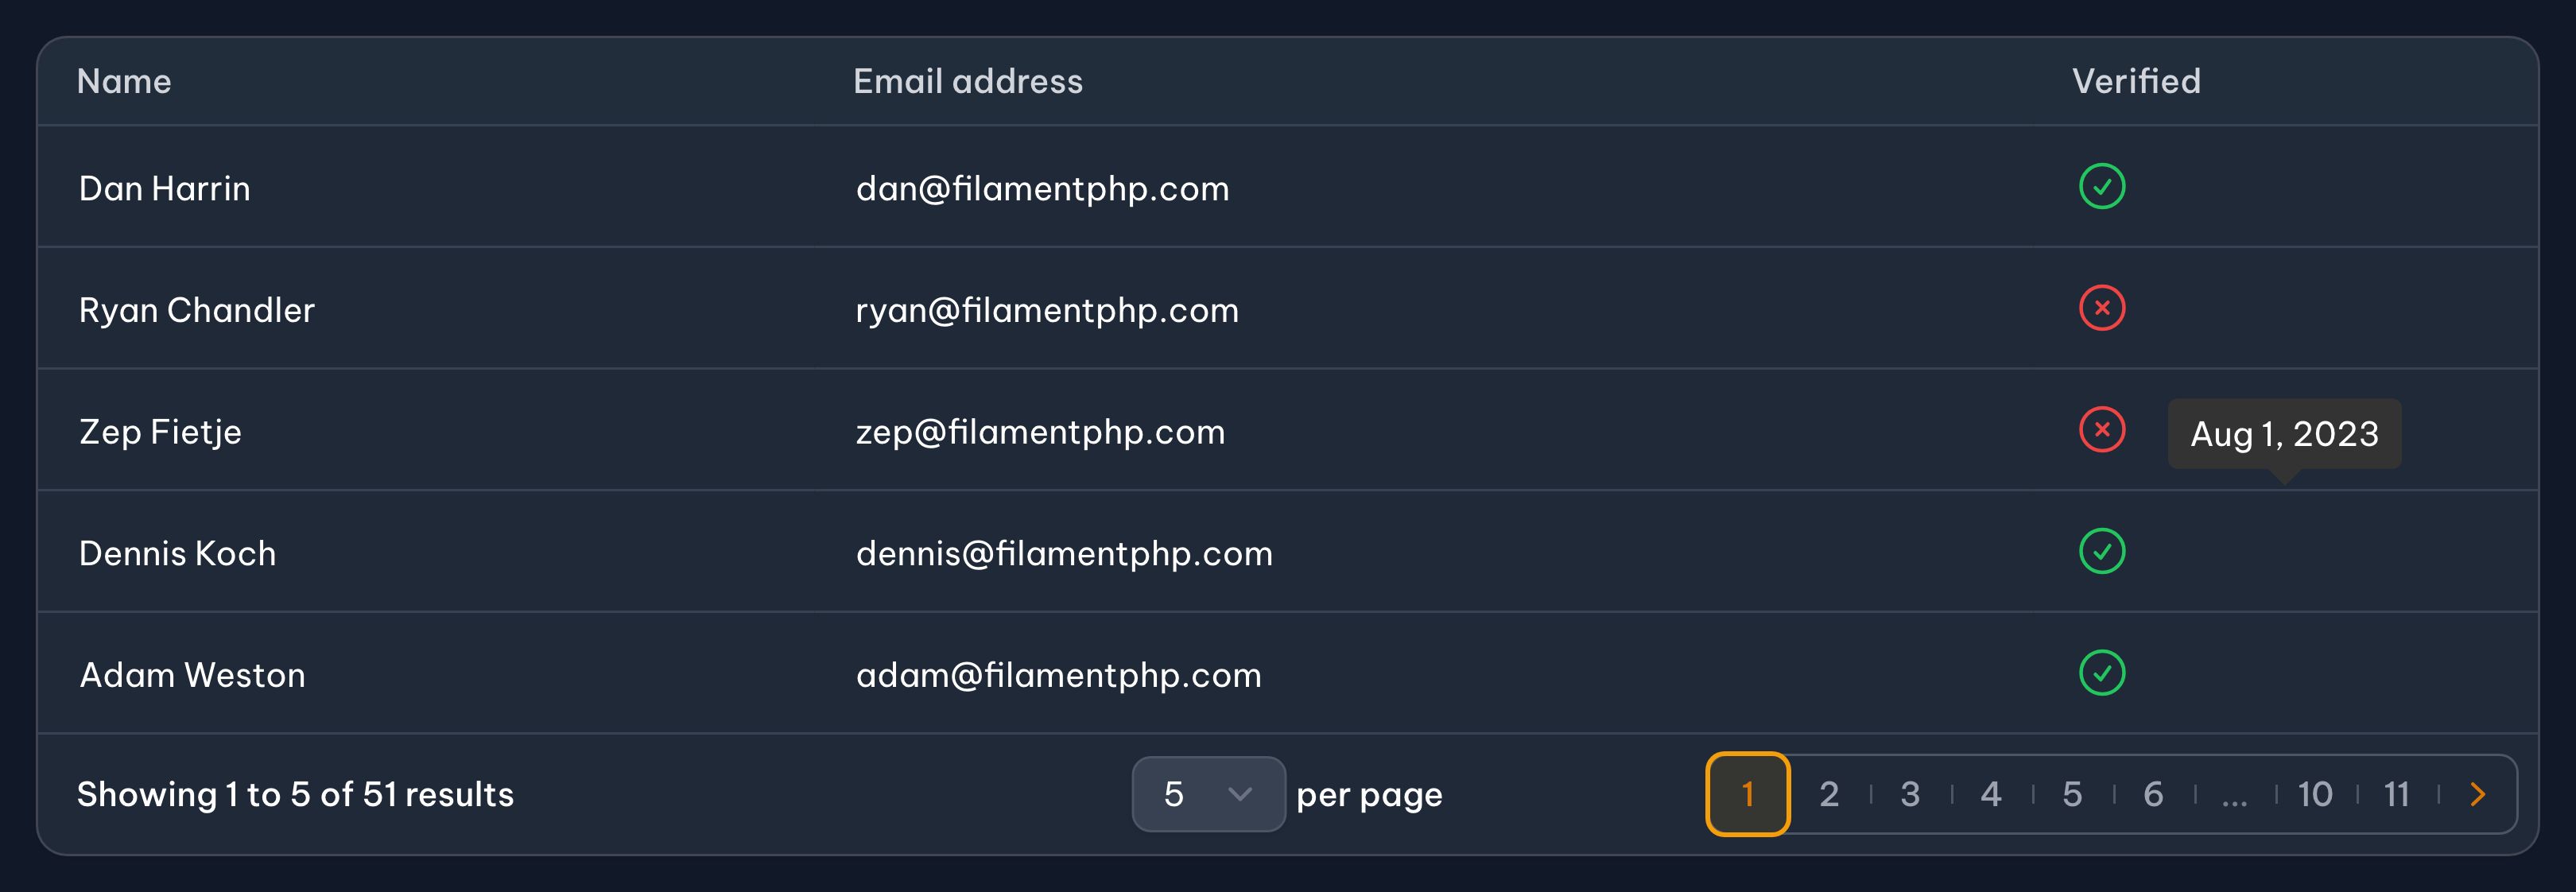 Name Email address Verified
Dan Harrin dan@filamentphp.com
Ryan Chandler ryan@filamentphp.com
Zep Fietje zep@filamentphp.com Aug 1, 2023
Dennis Koch dennis@filamentphp.com
Adam Weston adam@filamentphp.com
Showing 1 to 5 of 51 results 5 per page 1 2 3 4 5 6 ... 10 11